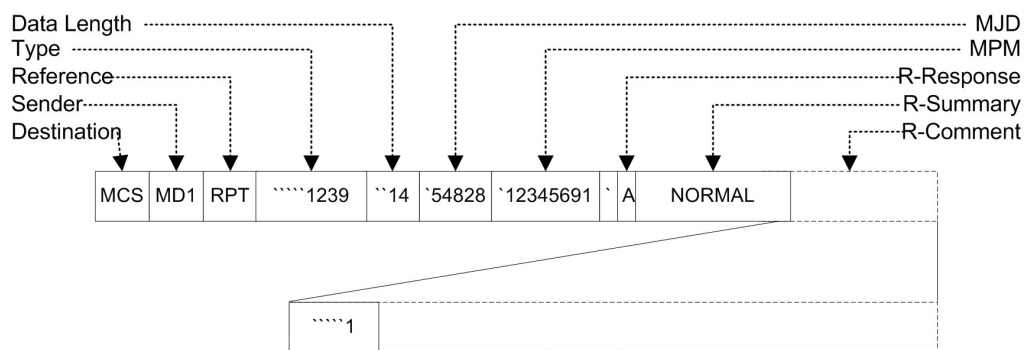 Data Length
Type
Reference
Sender
Destination
MJD
MPM
R-Response
R-Summary
R-Comment
MCS MD1 RPT `````1239 ``14 `54828 `12345691 ` A NORMAL
`````1